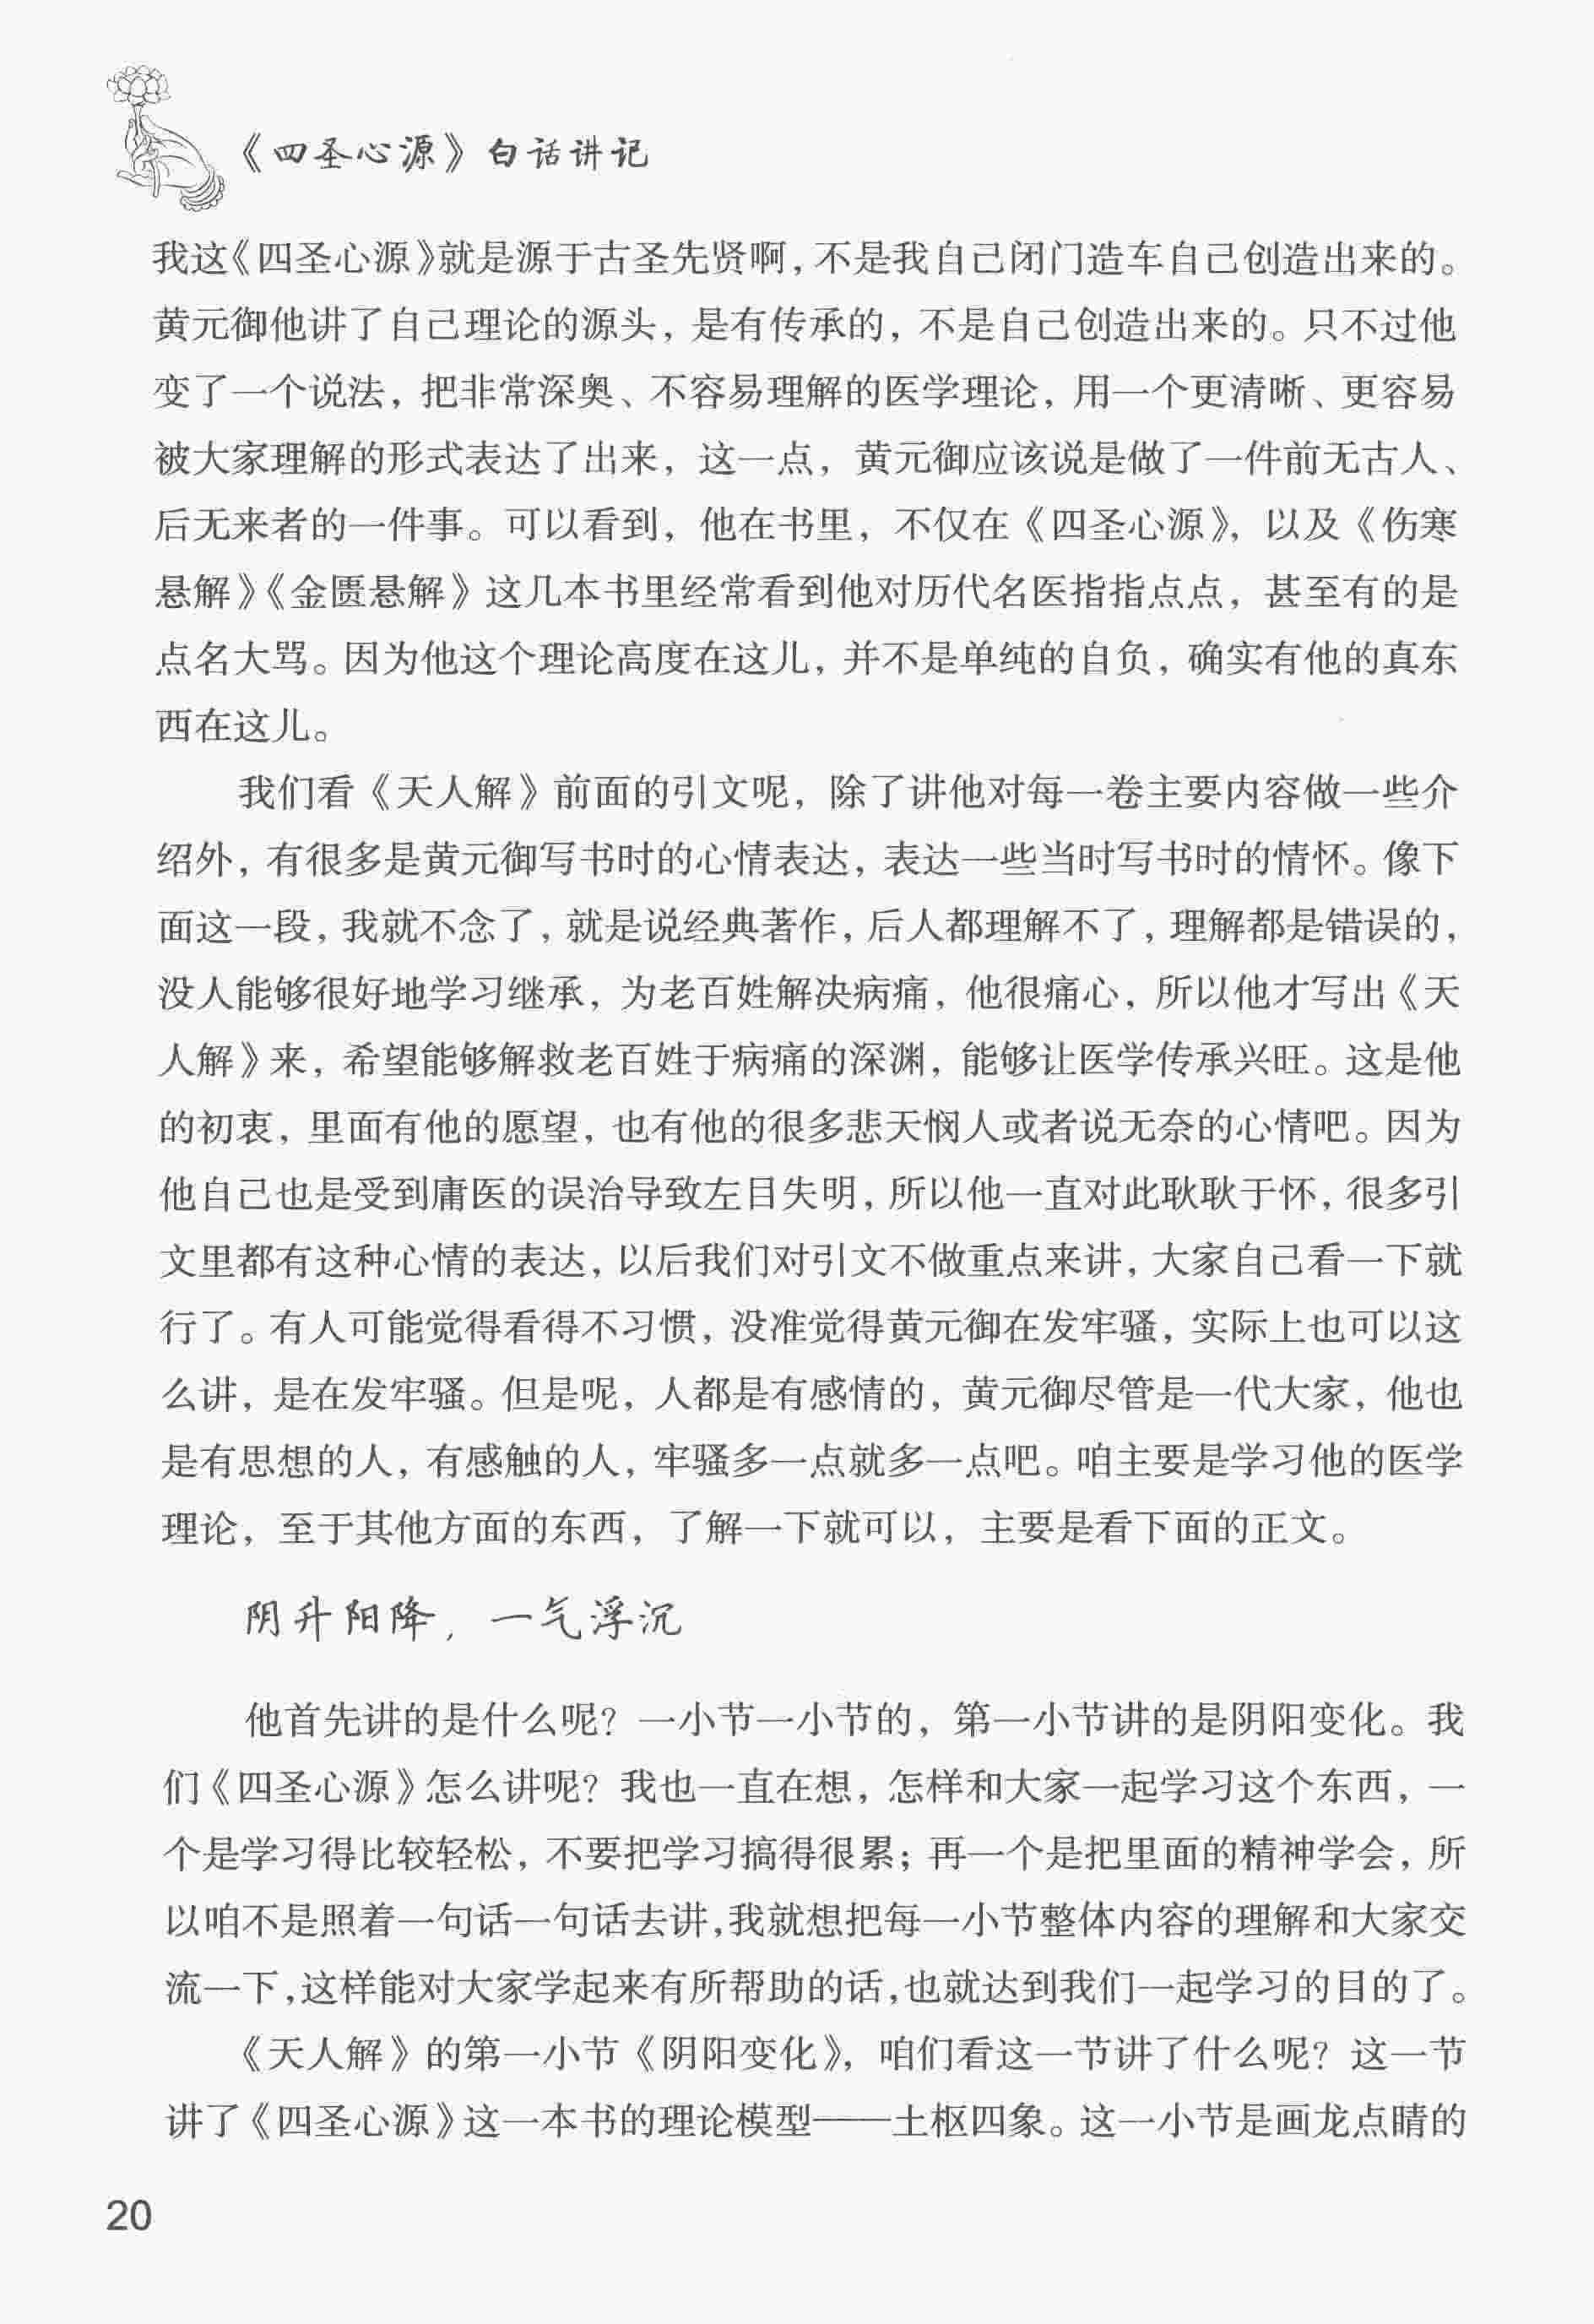 《四圣心源》白话讲记
我这《四圣心源》就是源于古圣先贤啊，不是我自己闭门造车自己创造出来的。
黄元御他讲了自己理论的源头，是有传承的，不是自己创造出来的。只不过他
变了一个说法，把非常深奥、不容易理解的医学理论，用一个更清晰、更容易
被大家理解的形式表达了出来，这一点，黄元御应该说是做了一件前无古人、
后无来者的一件事。可以看到，他在书里，不仅在《四圣心源》，以及《伤寒
悬解》《金匮悬解》这几本书里经常看到他对历代名医指指点点，甚至有的是
点名大骂。因为他这个理论高度在这儿，并不是单纯的自负，确实有他的真东
西在这儿。
我们看《天人解》前面的引文呢，除了讲他对每一卷主要内容做一些介
绍外，有很多是黄元御写书时的心情表达，表达一些当时写书时的情怀。像下
面这一段，我就不念了，就是说经典著作，后人都理解不了，理解都是错误的，
没人能够很好地学习继承，为老百姓解决病痛，他很痛心，所以他才写出《天
人解》来，希望能够解救老百姓于病痛的深渊，能够让医学传承兴旺。这是他
的初衷，里面有他的愿望，也有他的很多悲天悯人或者说无奈的心情吧。因为
他自己也是受到庸医的误治导致左目失明，所以他一直对此耿耿于怀，很多引
文里都有这种心情的表达，以后我们对引文不做重点来讲，大家自己看一下就
行了。有人可能觉得看得不习惯，没准觉得黄元御在发牢骚，实际上也可以这
么讲，是在发牢骚。但是呢，人都是有感情的，黄元御尽管是一代大家，他也
是有思想的人，有感触的人，牢骚多一点就多一点吧。咱主要是学习他的医学
理论，至于其他方面的东西，了解一下就可以，主要是看下面的正文。
阴升阳降，一气浮沉
他首先讲的是什么呢？一小节一小节的，第一小节讲的是阴阳变化。我
们《四圣心源》怎么讲呢？我也一直在想，怎样和大家一起学习这个东西，一
个是学习得比较轻松，不要把学习搞得很累；再一个是把里面的精神学会，所
以咱不是照着一句话一句话去讲，我就想把每一小节整体内容的理解和大家交
流一下，这样能对大家学起来有所帮助的话，也就达到我们一起学习的目的了。
《天人解》的第一小节《阴阳变化》，咱们看这一节讲了什么呢？这一节
讲了《四圣心源》这一本书的理论模型——土枢四象。这一小节是画龙点睛的
20